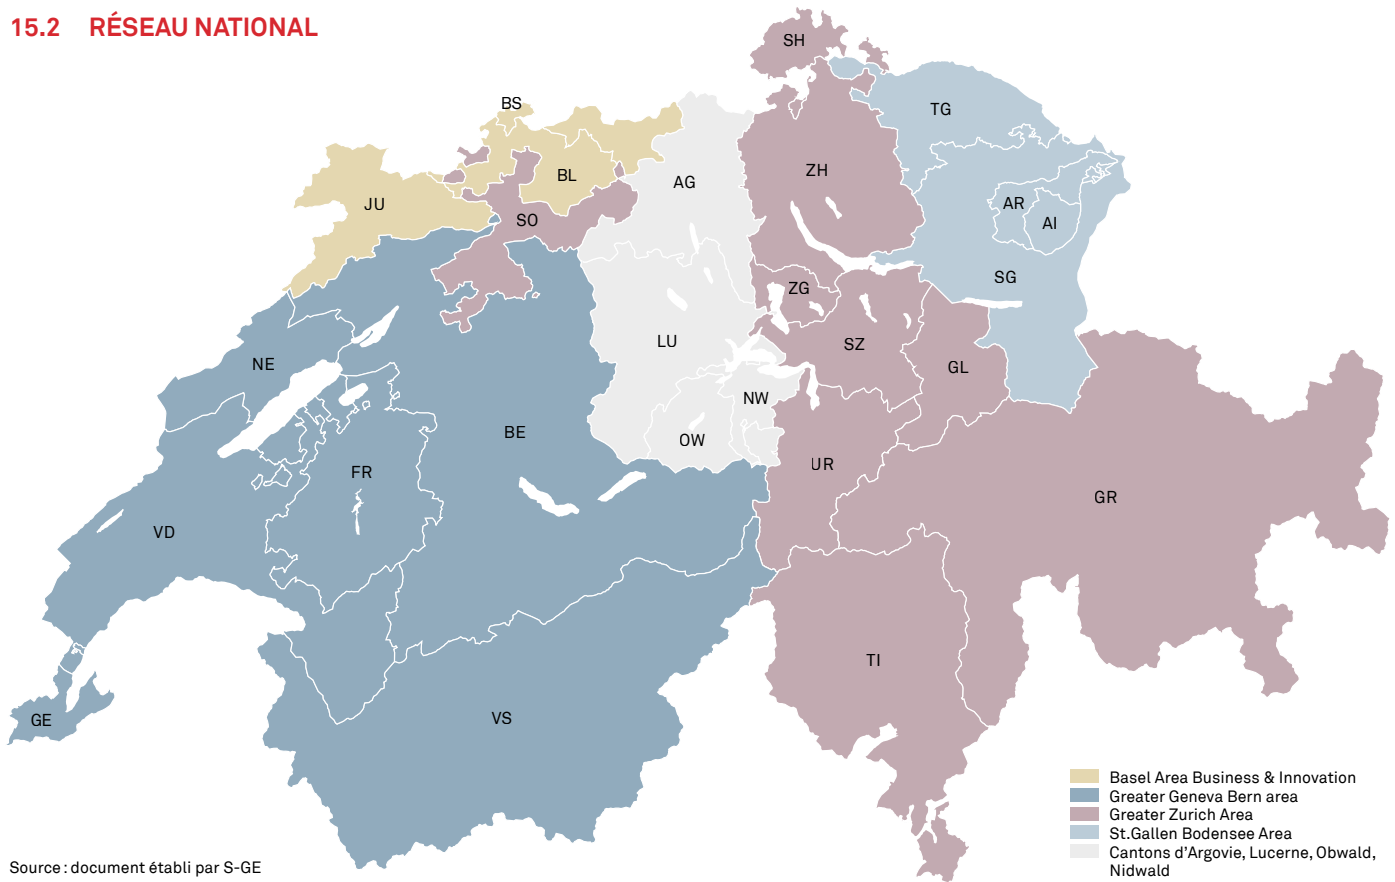 15.2 RÉSEAU NATIONAL
SH
BS
TG
ZH
BL
AG
JU
AR
SO
AI
SG
ZG
LU
SZ
NE
GL
NW
BE
OW
FR
UR
GR
VD
TI
VS
GE
Basel Area Business & Innovation
Greater Geneva Bern area
Greater Zurich Area
St.Gallen Bodensee Area
Cantons d'Argovie, Lucerne, Obwald,
Nidwald
Source : document établi par S-GE